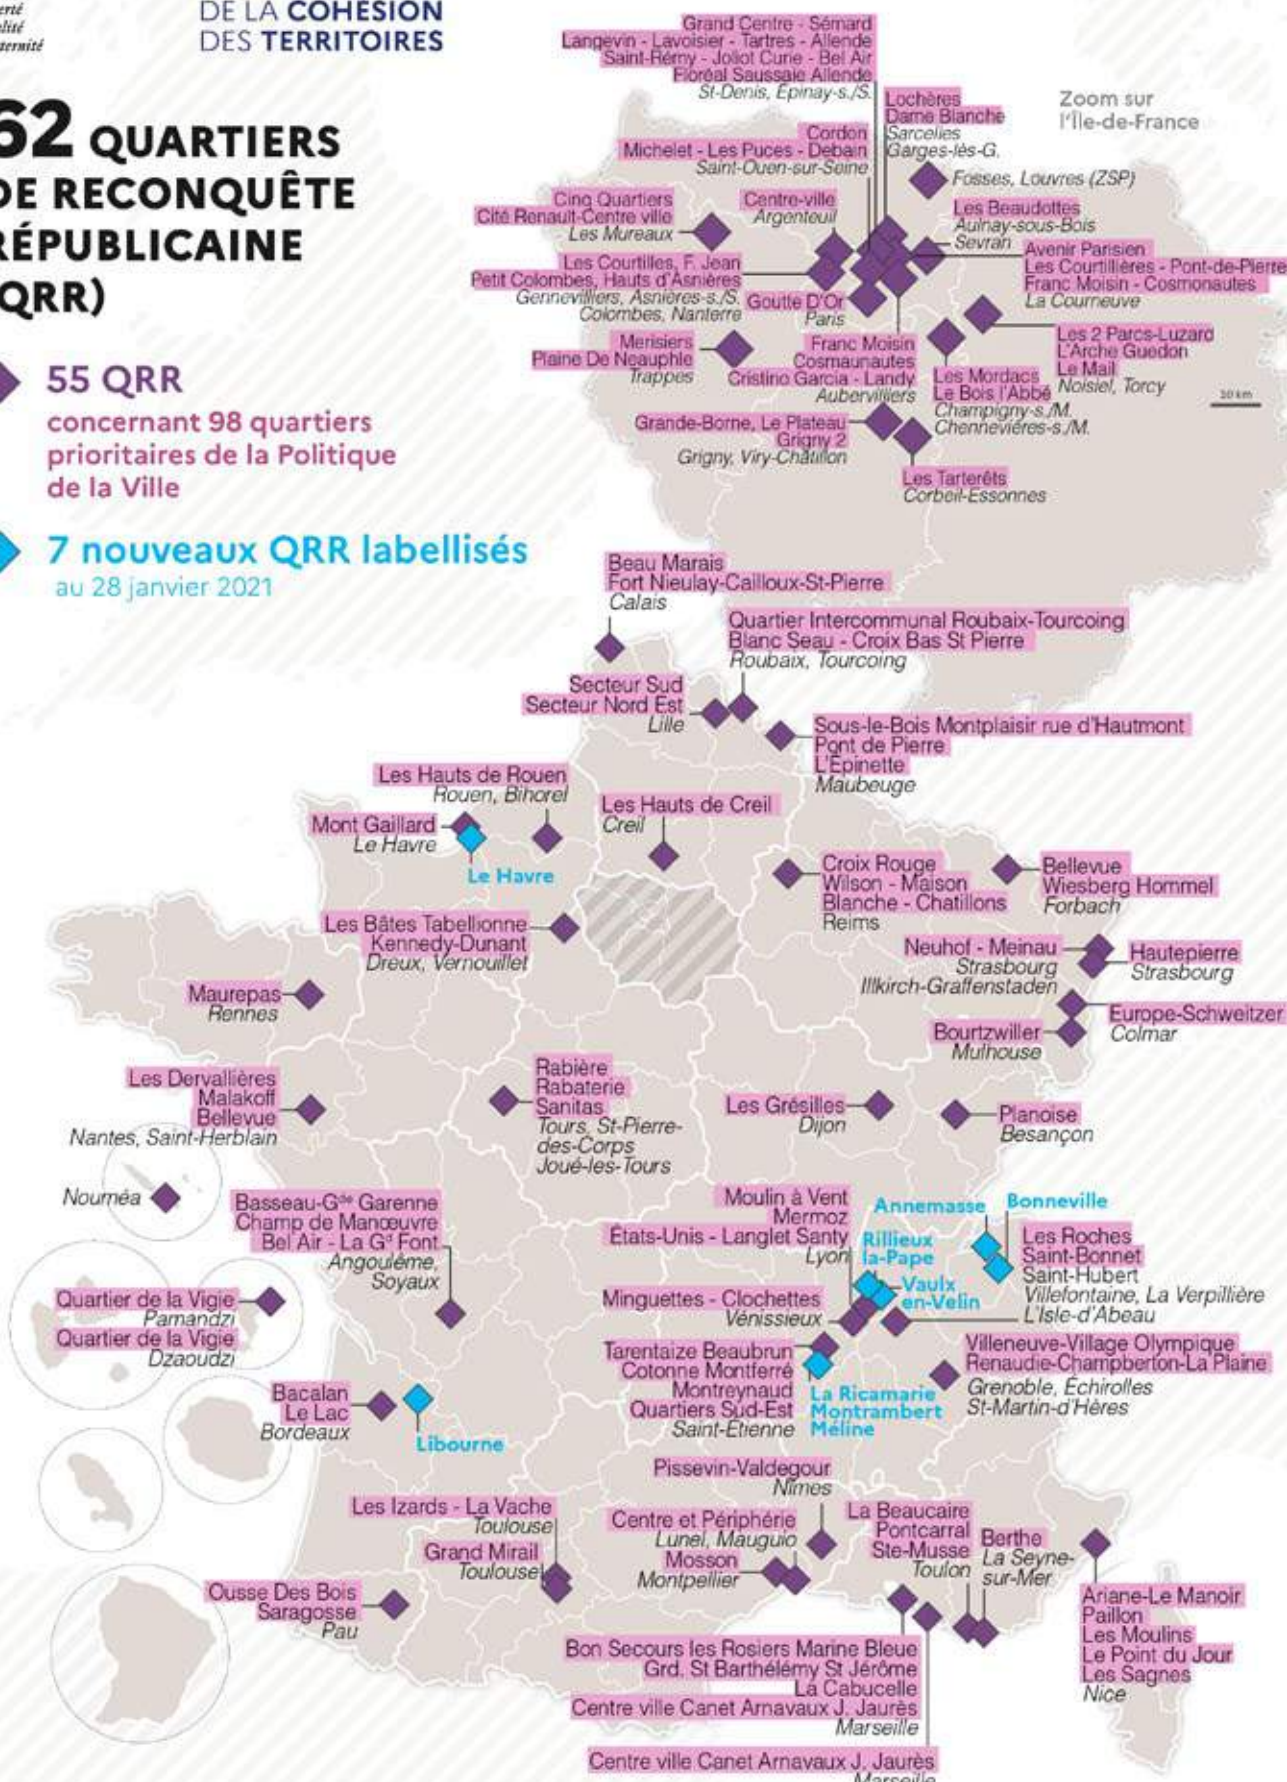 DE LA COHÉSION
DES TERRITOIRES
62 QUARTIERS
DE RECONQUÊTE
RÉPUBLICAINE
(QRR)
55 QRR
concernant 98 quartiers
prioritaires de la Politique
de la Ville
7 nouveaux QRR labellisés
au 28 janvier 2021
Zoom sur
l'Île-de-France
Grand Centre - Sémard
Langevin - Lavoisier - Tartres - Allende
Saint-Rémy - Joliot Curie - Bel Air
Floréal Saussaie Allende
St-Denis, Épinay-s./S.
Lochères
Dame Blanche
Sarcelles
Garges-lès-G.
Cordon
Michelet - Les Puces - Debain
Saint-Ouen-sur-Seine
Fosses, Louvres (ZSP)
Cinq Quartiers
Cité Renault-Centre ville
Les Mureaux
Centre-ville
Argenteuil
Les Beaudottes
Aulnay-sous-Bois
Sevran
Avenir Parisien
Les Courtillières - Pont-de-Pierre
Franc Moisin - Cosmonautes
La Courneuve
Les Courtilles, F. Jean
Petit Colombes, Hauts d'Asnières
Gennevilliers, Asnières-s./S.
Colombes, Nanterre
Goutte D'Or
Paris
Merisiers
Plaine De Neauphle
Trappes
Franc Moisin
Cosmaunautes
Cristino Garcia - Landy
Aubervilliers
Les Mordacs
Le Bois l'Abbé
Champigny-s./M.
Chennevières-s./M.
Les 2 Parcs-Luzard
L'Arche Guedon
Le Mail
Noisiel, Torcy
10 km
Grande-Borne, Le Plateau
Grigny 2
Grigny, Viry-Châtillon
Les Tarterêts
Corbeil-Essonnes
Beau Marais
Fort Nieulay-Cailloux-St-Pierre
Calais
Quartier Intercommunal Roubaix-Tourcoing
Blanc Seau - Croix Bas St Pierre
Roubaix, Tourcoing
Secteur Sud
Secteur Nord Est
Lille
Sous-le-Bois Montplaisir rue d'Hautmont
Pont de Pierre
L'Épinette
Maubeuge
Les Hauts de Rouen
Rouen, Bihorel
Les Hauts de Creil
Creil
Mont Gaillard
Le Havre
Le Havre
Croix Rouge
Wilson - Maison
Blanche - Chatillons
Reims
Bellevue
Wiesberg Hommel
Forbach
Les Bâtes Tabellionne
Kennedy-Dunant
Dreux, Vernouillet
Neuhof - Meinau
Strasbourg
Illkirch-Graffenstaden
Hautepierre
Strasbourg
Maurepas
Rennes
Europe-Schweitzer
Colmar
Bourtzwiller
Mulhouse
Les Dervallières
Malakoff
Bellevue
Nantes, Saint-Herblain
Rabière
Rabaterie
Sanitas
Tours, St-Pierre-
des-Corps
Joué-les-Tours
Les Grésilles
Dijon
Planoise
Besançon
Nouméa
Basseau-Gde Garenne
Champ de Manœuvre
Bel Air - La Gd Font
Angoulême,
Soyaux
Moulin à Vent
Mermoz
États-Unis - Langlet Santy
Lyon
Annemasse
Bonneville
Rillieux
la-Pape
Vaulx
en-Velin
Les Roches
Saint-Bonnet
Saint-Hubert
Villefontaine, La Verpillière
L'Isle-d'Abeau
Quartier de la Vigie
Pamandzi
Quartier de la Vigie
Dzaoudzi
Minguettes - Clochettes
Vénissieux
Tarentaize Beaubrun
Cotonne Montferré
Montreynaud
Quartiers Sud-Est
Saint-Étienne
La Ricamarie
Montrambert
Méline
Villeneuve-Village Olympique
Renaudie-Champberton-La Plaine
Grenoble, Échirolles
St-Martin-d'Hères
Bacalan
Le Lac
Bordeaux
Libourne
Pissevin-Valdegour
Nîmes
Les Izards - La Vache
Toulouse
Grand Mirail
Toulouse
Centre et Périphérie
Lunel, Mauguio
Mosson
Montpellier
La Beaucaire
Pontcarral
Ste-Musse
Toulon
Berthe
La Seyne-
sur-Mer
Ousse Des Bois
Saragosse
Pau
Ariane-Le Manoir
Paillon
Les Moulins
Le Point du Jour
Les Sagnes
Nice
Bon Secours les Rosiers Marine Bleue
Grd. St Barthélémy St Jérôme
La Cabucelle
Centre ville Canet Arnavaux J. Jaurès
Marseille
Centre ville Canet Arnavaux J. Jaurès
Marseille